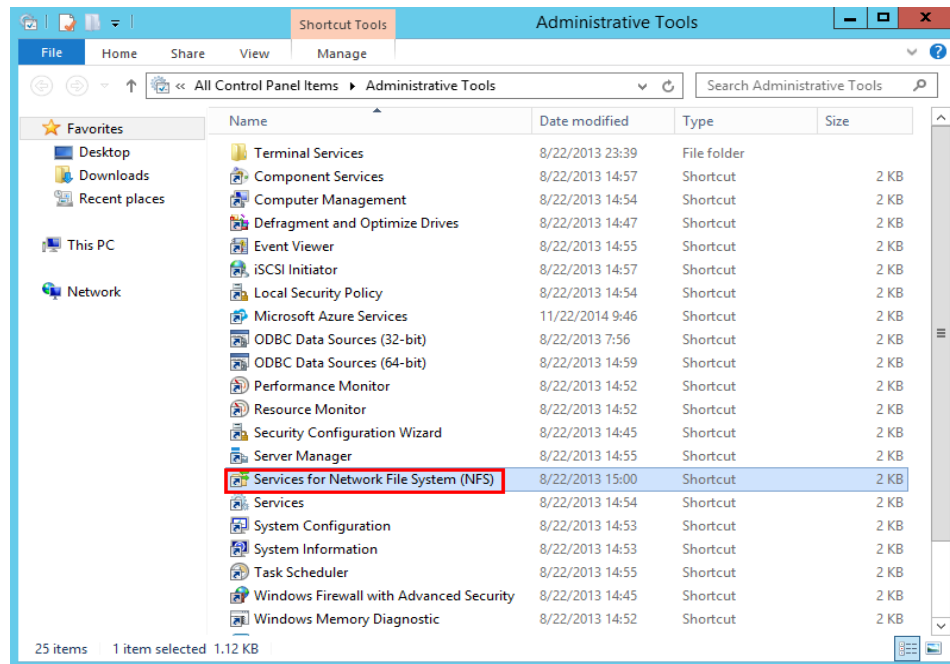 Shortcut Tools
Administrative Tools
File Home Share View Manage
« All Control Panel Items Administrative Tools
Search Administrative Tools
Favorites
Desktop
Downloads
Recent places
This PC
Network
Name Date modified Type Size
Terminal Services 8/22/2013 23:39 File folder
Component Services 8/22/2013 14:57 Shortcut 2 KB
Computer Management 8/22/2013 14:54 Shortcut 2 KB
Defragment and Optimize Drives 8/22/2013 14:47 Shortcut 2 KB
Event Viewer 8/22/2013 14:55 Shortcut 2 KB
iSCSI Initiator 8/22/2013 14:57 Shortcut 2 KB
Local Security Policy 8/22/2013 14:54 Shortcut 2 KB
Microsoft Azure Services 11/22/2014 9:46 Shortcut 2 KB
ODBC Data Sources (32-bit) 8/22/2013 7:56 Shortcut 2 KB
ODBC Data Sources (64-bit) 8/22/2013 14:59 Shortcut 2 KB
Performance Monitor 8/22/2013 14:52 Shortcut 2 KB
Resource Monitor 8/22/2013 14:52 Shortcut 2 KB
Security Configuration Wizard 8/22/2013 14:45 Shortcut 2 KB
Server Manager 8/22/2013 14:55 Shortcut 2 KB
Services for Network File System (NFS) 8/22/2013 15:00 Shortcut 2 KB
Services 8/22/2013 14:54 Shortcut 2 KB
System Configuration 8/22/2013 14:53 Shortcut 2 KB
System Information 8/22/2013 14:53 Shortcut 2 KB
Task Scheduler 8/22/2013 14:55 Shortcut 2 KB
Windows Firewall with Advanced Security 8/22/2013 14:45 Shortcut 2 KB
Windows Memory Diagnostic 8/22/2013 14:52 Shortcut 2 KB
25 items 1 item selected 1.12 KB